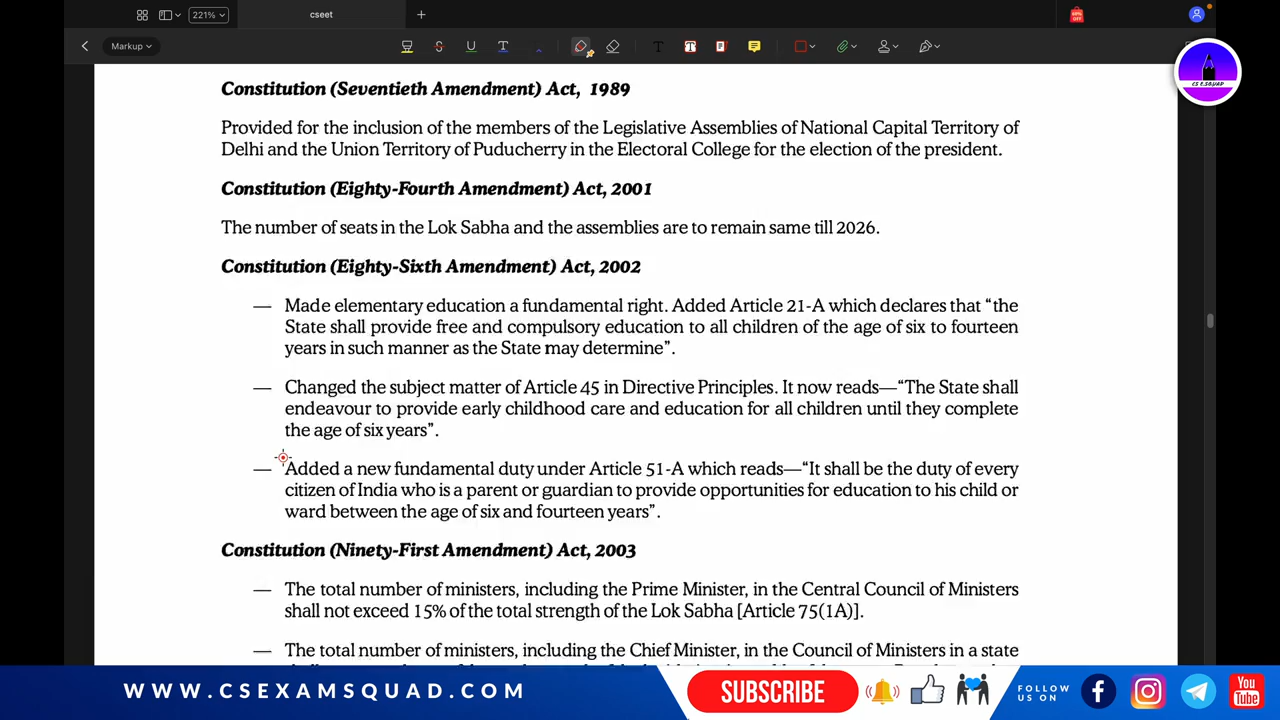 221%
cseet
Markup
Constitution (Seventieth Amendment) Act, 1989
Provided for the inclusion of the members of the Legislative Assemblies of National Capital Territory of
Delhi and the Union Territory of Puducherry in the Electoral College for the election of the president.
Constitution (Eighty-Fourth Amendment) Act, 2001
The number of seats in the Lok Sabha and the assemblies are to remain same till 2026.
Constitution (Eighty-Sixth Amendment) Act, 2002
— Made elementary education a fundamental right. Added Article 21-A which declares that “the
State shall provide free and compulsory education to all children of the age of six to fourteen
years in such manner as the State may determine”.
— Changed the subject matter of Article 45 in Directive Principles. It now reads—“The State shall
endeavour to provide early childhood care and education for all children until they complete
the age of six years”.
— Added a new fundamental duty under Article 51-A which reads—“It shall be the duty of every
citizen of India who is a parent or guardian to provide opportunities for education to his child or
ward between the age of six and fourteen years”.
Constitution (Ninety-First Amendment) Act, 2003
— The total number of ministers, including the Prime Minister, in the Central Council of Ministers
shall not exceed 15% of the total strength of the Lok Sabha [Article 75(1A)].
— The total number of ministers, including the Chief Minister, in the Council of Ministers in a state
WWW.CSEXAMSQUAD.COM
SUBSCRIBE
FOLLOW
US ON
You
Tube